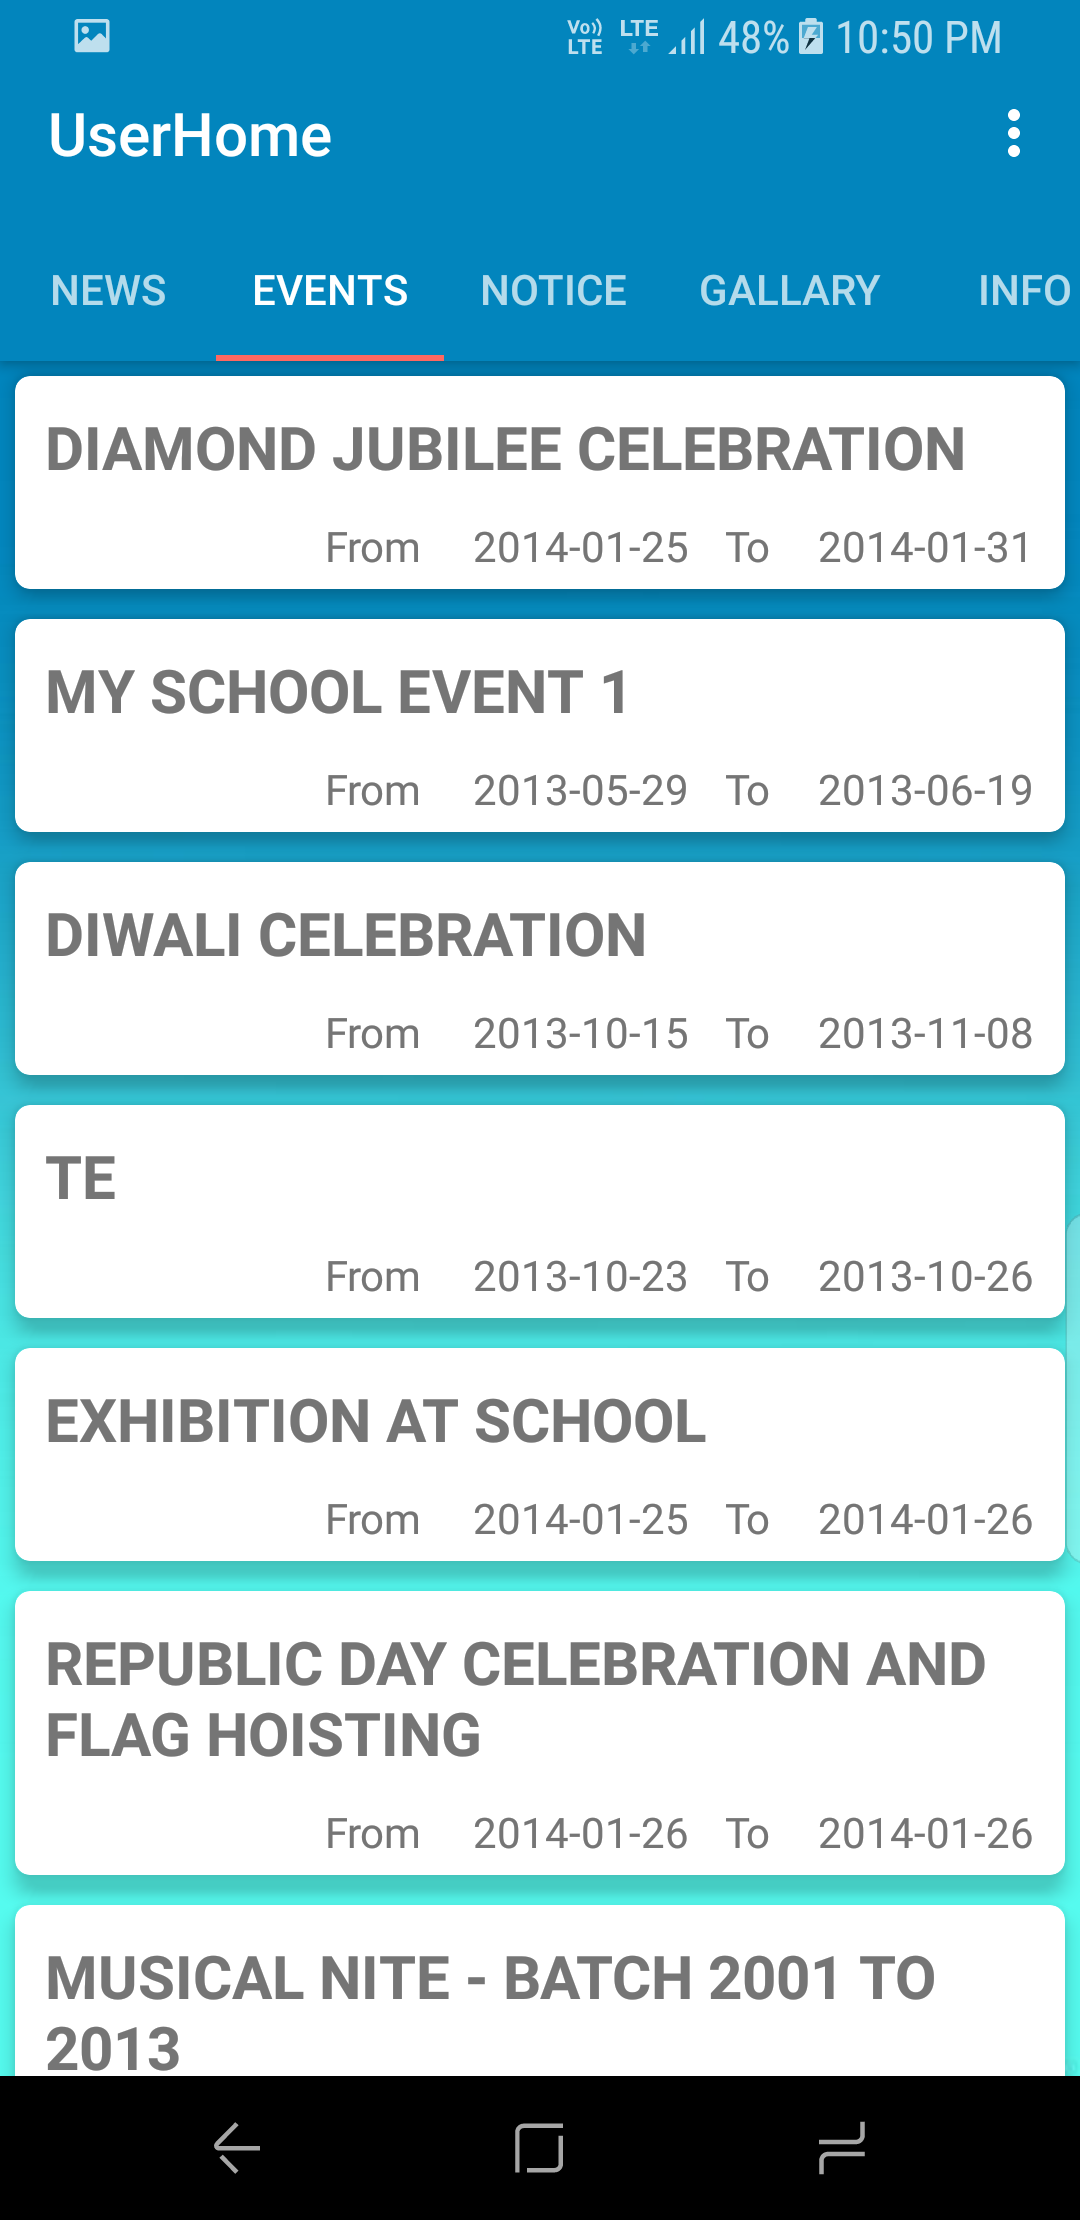 Vo)) LTE LTE 48% 10:50 PM
UserHome
NEWS EVENTS NOTICE GALLARY INFO
DIAMOND JUBILEE CELEBRATION
From 2014-01-25 To 2014-01-31
MY SCHOOL EVENT 1
From 2013-05-29 To 2013-06-19
DIWALI CELEBRATION
From 2013-10-15 To 2013-11-08
TE
From 2013-10-23 To 2013-10-26
EXHIBITION AT SCHOOL
From 2014-01-25 To 2014-01-26
REPUBLIC DAY CELEBRATION AND
FLAG HOISTING
From 2014-01-26 To 2014-01-26
MUSICAL NITE - BATCH 2001 TO
2013